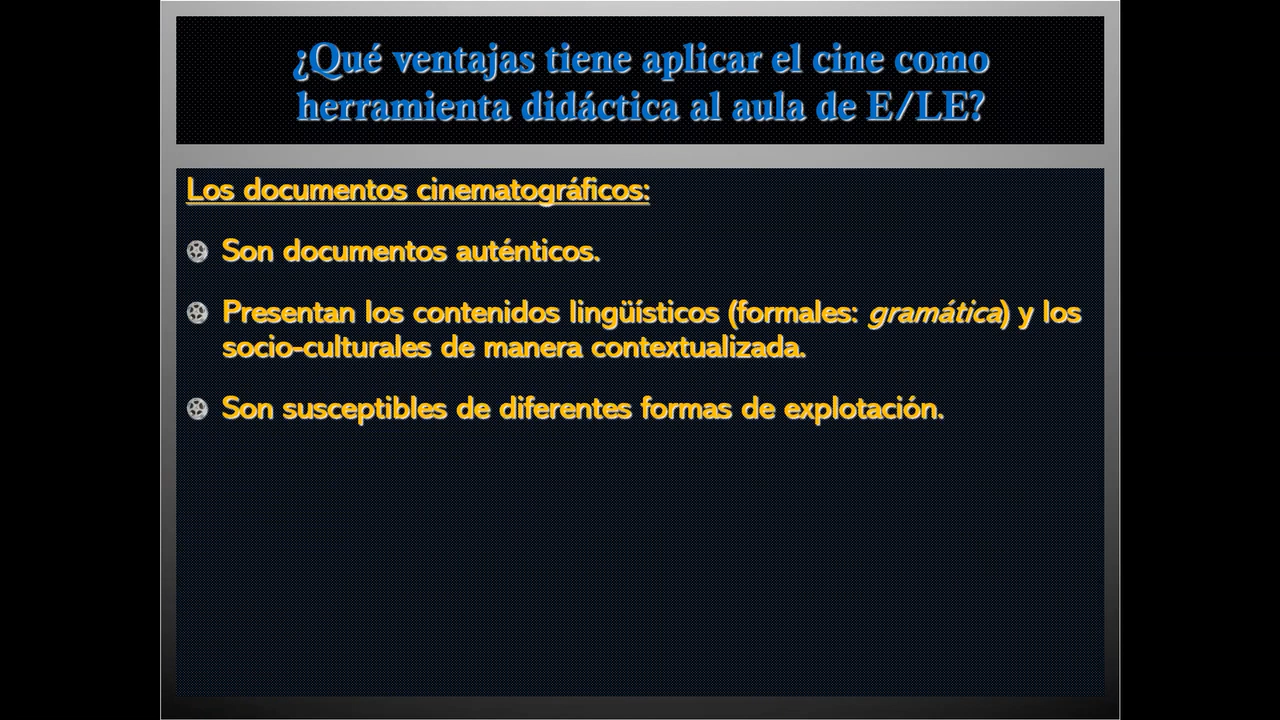 ¿Qué ventajas tiene aplicar el cine como
herramienta didáctica al aula de E/LE?
Los documentos cinematográficos:
Son documentos auténticos.
Presentan los contenidos lingüísticos (formales: gramática) y los
socio-culturales de manera contextualizada.
Son susceptibles de diferentes formas de explotación.